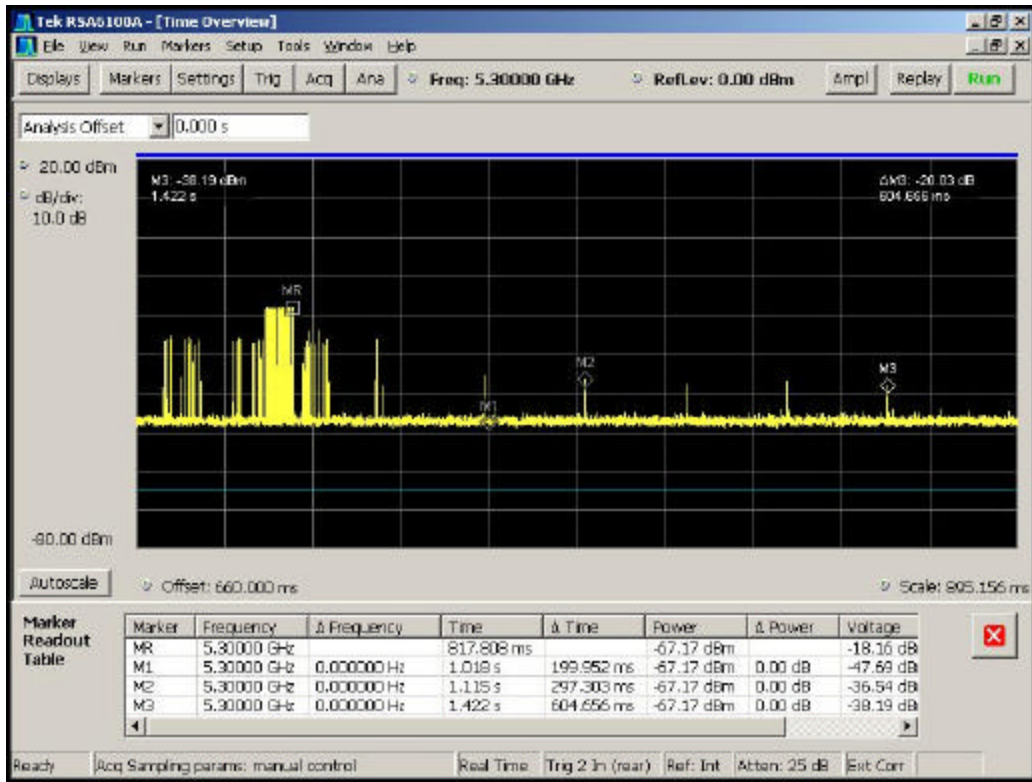 Tek RSA6100A - [Time Overview]
File View Run Markers Setup Tools Window Help
Displays Markers Settings Trig Acq Ana Freq: 5.30000 GHz RefLev: 0.00 dBm Ampl Replay Run
Analysis Offset 0.000 s
20.00 dBm
dB/div:
10.0 dB
M3: -38.19 dBm
1.422 s
ΔM3: -20.03 dB
604.656 ms
MR
M1
M2
M3
-80.00 dBm
Autoscale Offset: 660.000 ms Scale: 895.156 ms
Marker Readout Table
Marker Frequency Δ Frequency Time Δ Time Power Δ Power Voltage
MR 5.30000 GHz 817.808 ms -67.17 dBm -18.16 dB
M1 5.30000 GHz 0.000000 Hz 1.018 s 199.952 ms -67.17 dBm 0.00 dB -47.69 dB
M2 5.30000 GHz 0.000000 Hz 1.115 s 297.303 ms -67.17 dBm 0.00 dB -36.54 dB
M3 5.30000 GHz 0.000000 Hz 1.422 s 604.656 ms -67.17 dBm 0.00 dB -38.19 dB
Ready Acq Sampling params: manual control Real Time Trig 2 In (rear) Ref: Int Atten: 25 dB Ext Corr